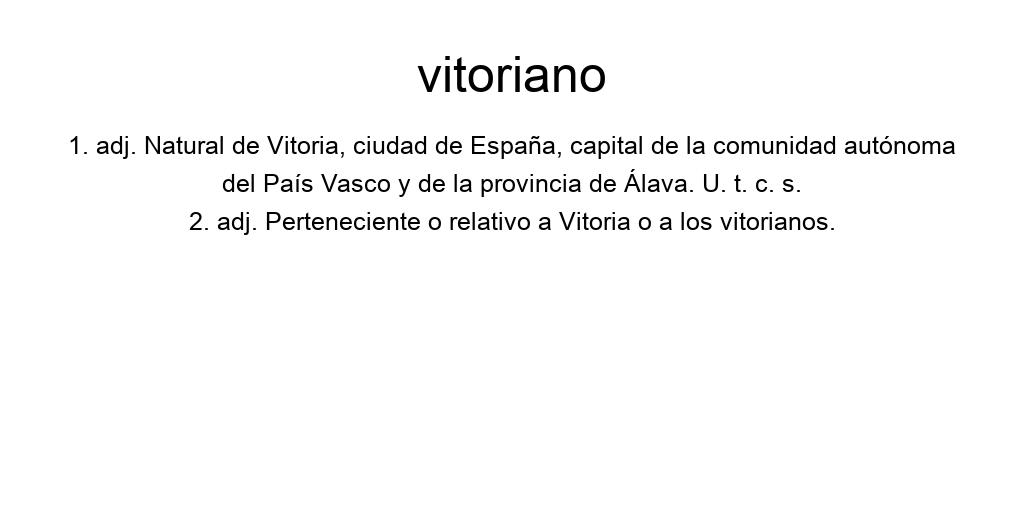 vitoriano
1. adj. Natural de Vitoria, ciudad de España, capital de la comunidad autónoma
del País Vasco y de la provincia de Álava. U. t. c. s.
2. adj. Perteneciente o relativo a Vitoria o a los vitorianos.